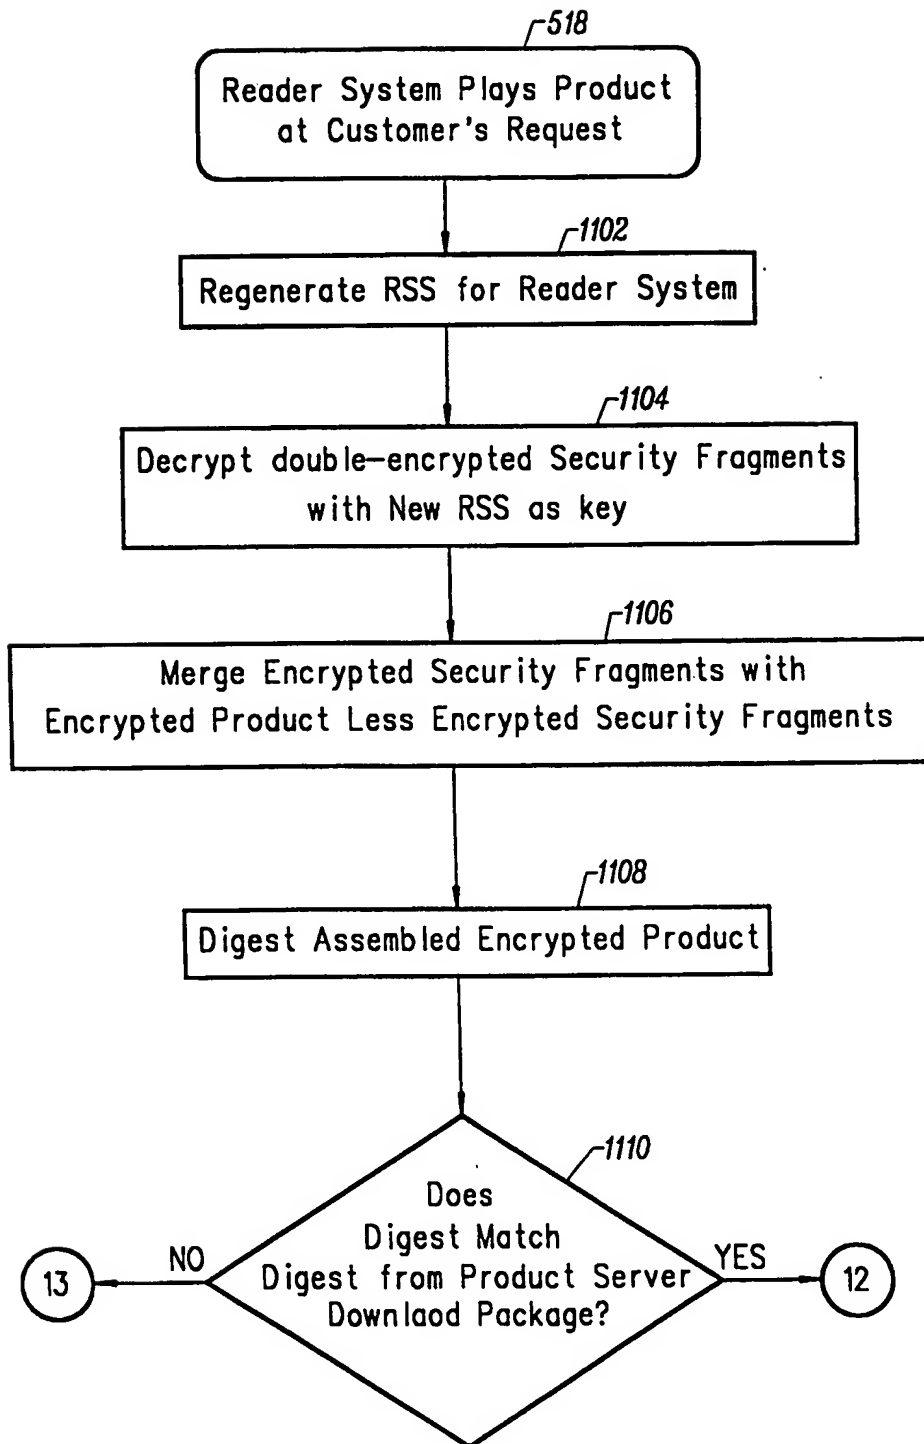 518
Reader System Plays Product
at Customer's Request
1102
Regenerate RSS for Reader System
1104
Decrypt double-encrypted Security Fragments
with New RSS as key
1106
Merge Encrypted Security Fragments with
Encrypted Product Less Encrypted Security Fragments
1108
Digest Assembled Encrypted Product
1110
Does
Digest Match
Digest from Product Server
Downlaod Package?
NO
13
YES
12